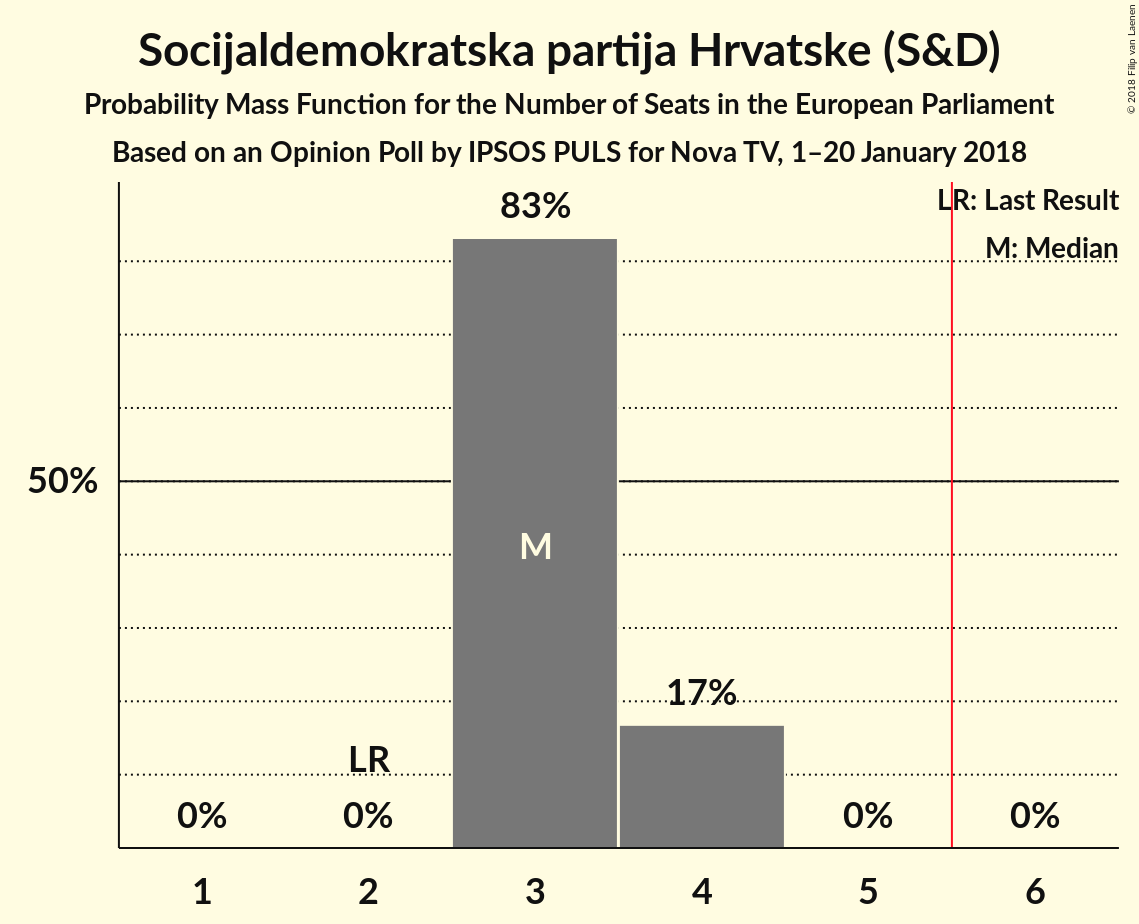 Socijaldemokratska partija Hrvatske (S&D)
Probability Mass Function for the Number of Seats in the European Parliament
Based on an Opinion Poll by IPSOS PULS for Nova TV, 1–20 January 2018
© 2018 Filip van Laenen
LR: Last Result
M: Median
83%
50%
M
17%
LR
0%
0%
0%
0%
1
2
3
4
5
6